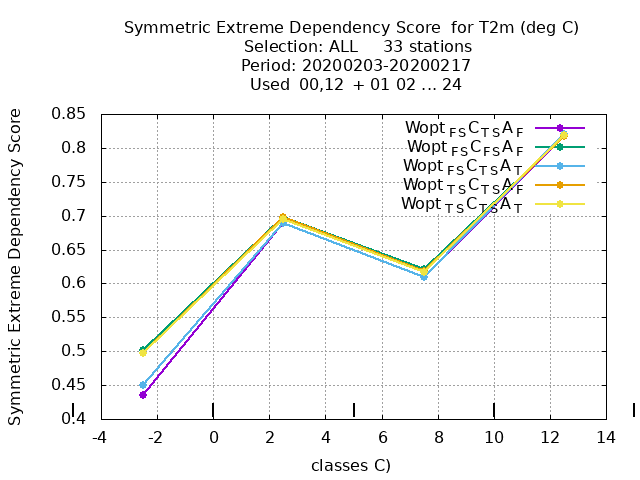 Symmetric Extreme Dependency Score  for T2m (deg C)
Selection: ALL     33 stations
Period: 20200203-20200217
Used  00,12  + 01 02 ... 24
Symmetric Extreme Dependency Score
0.85
0.8
0.75
0.7
0.65
0.6
0.55
0.5
0.45
0.4
Wopt FS C TS A F
Wopt FS C FS A F
Wopt FS C TS A T
Wopt TS C TS A F
Wopt TS C TS A T
-4 -2 0 2 4 6 8 10 12 14
classes C)